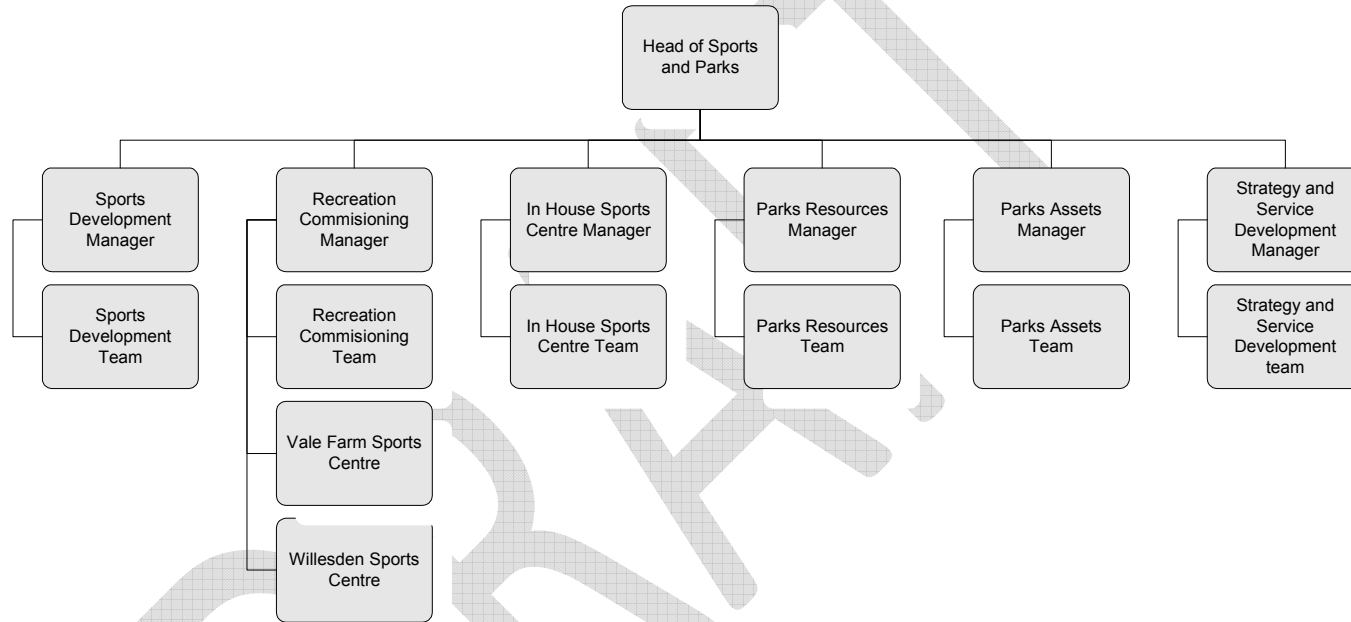 Head of Sports
and Parks
Sports
Development
Manager
Recreation
Commisioning
Manager
In House Sports
Centre Manager
Parks Resources
Manager
Parks Assets
Manager
Strategy and
Service
Development
Manager
Sports
Development
Team
Recreation
Commisioning
Team
In House Sports
Centre Team
Parks Resources
Team
Parks Assets
Team
Strategy and
Service
Development
team
Vale Farm Sports
Centre
Willesden Sports
Centre